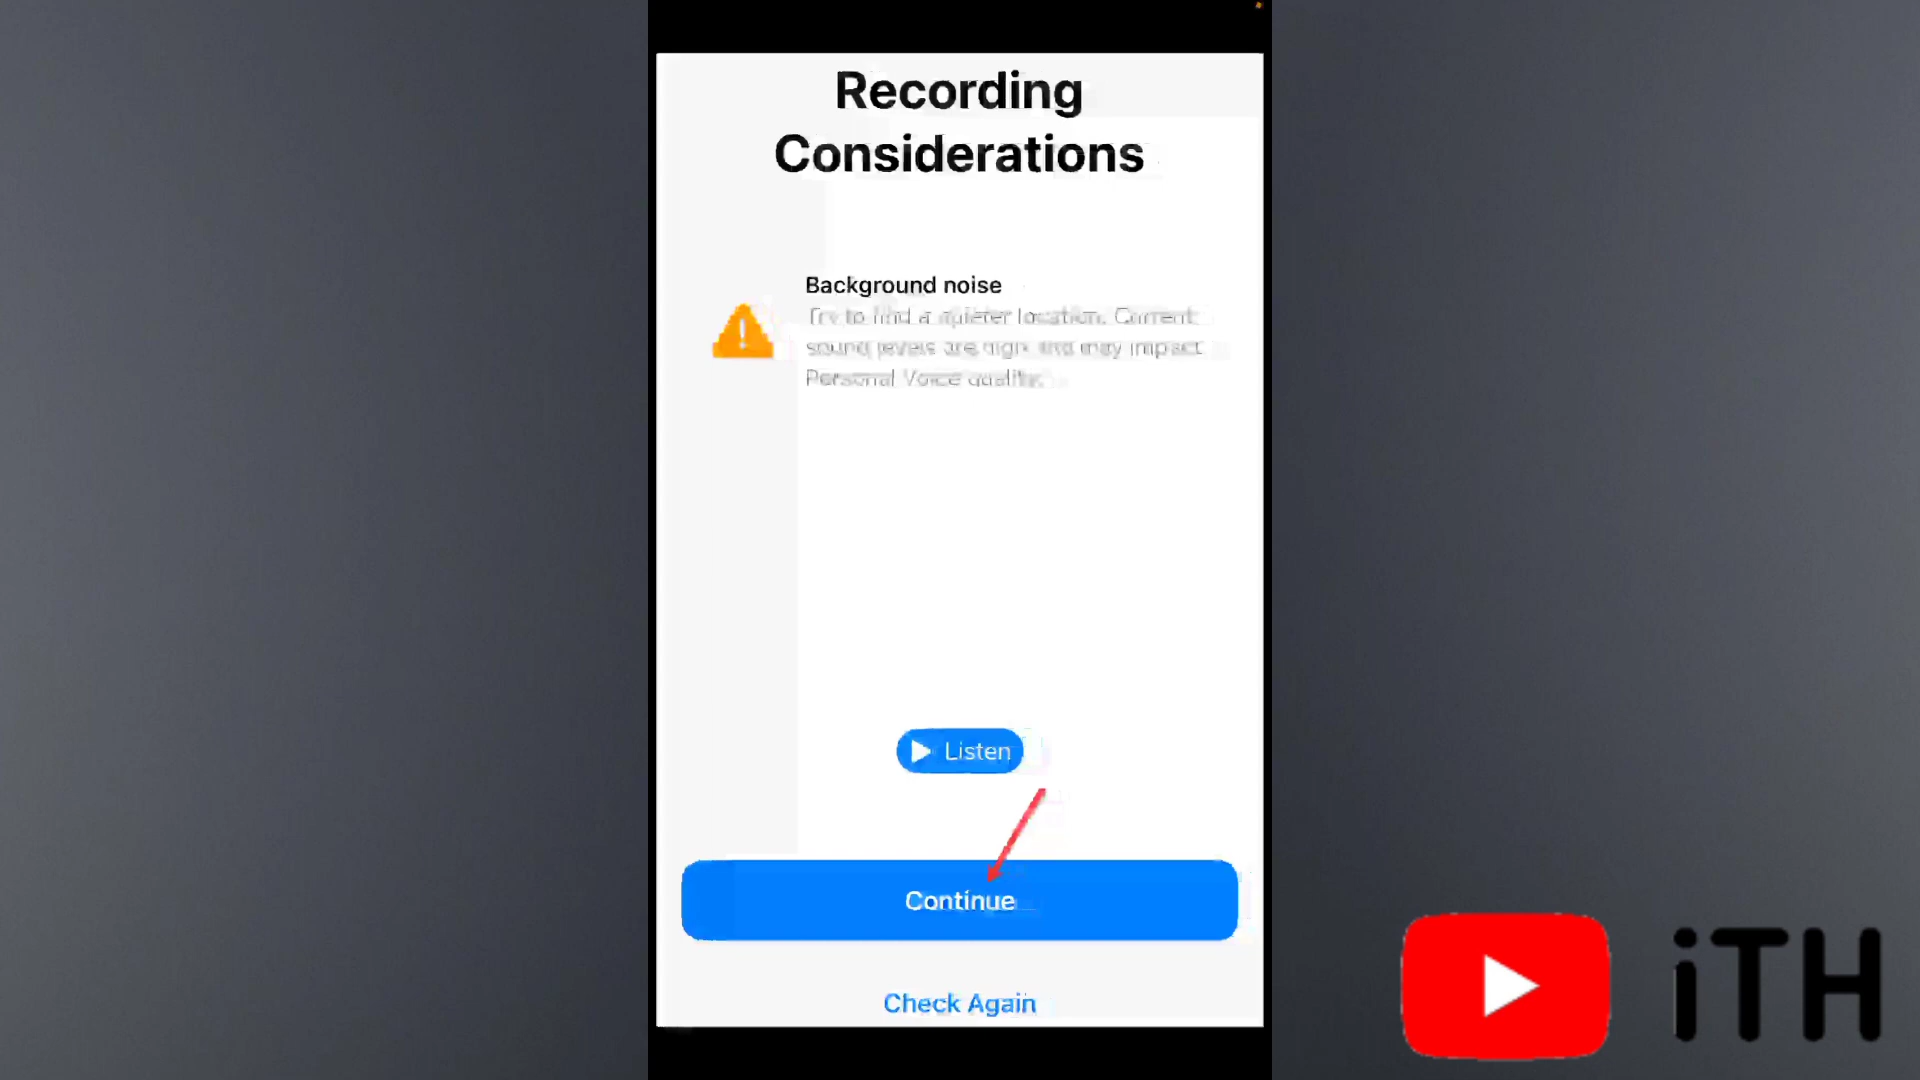 Recording
Considerations
Background noise
Try to find a quieter location. Current
sound levels are high and may impact
Personal Voice quality.
Listen
Continue
Check Again
iTH